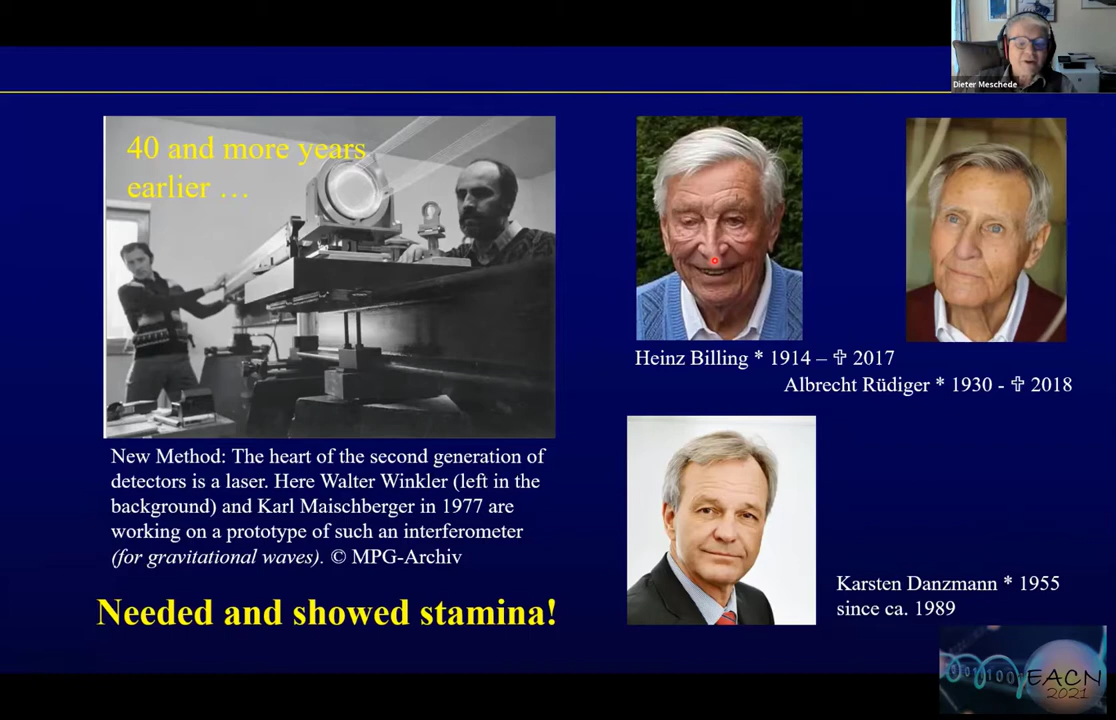 Dieter Meschede
40 and more years
earlier …
Heinz Billing * 1914 – ✝ 2017
Albrecht Rüdiger * 1930 - ✝ 2018
New Method: The heart of the second generation of
detectors is a laser. Here Walter Winkler (left in the
background) and Karl Maischberger in 1977 are
working on a prototype of such an interferometer
(for gravitational waves). © MPG-Archiv
Needed and showed stamina!
Karsten Danzmann * 1955
since ca. 1989
EACN
2021